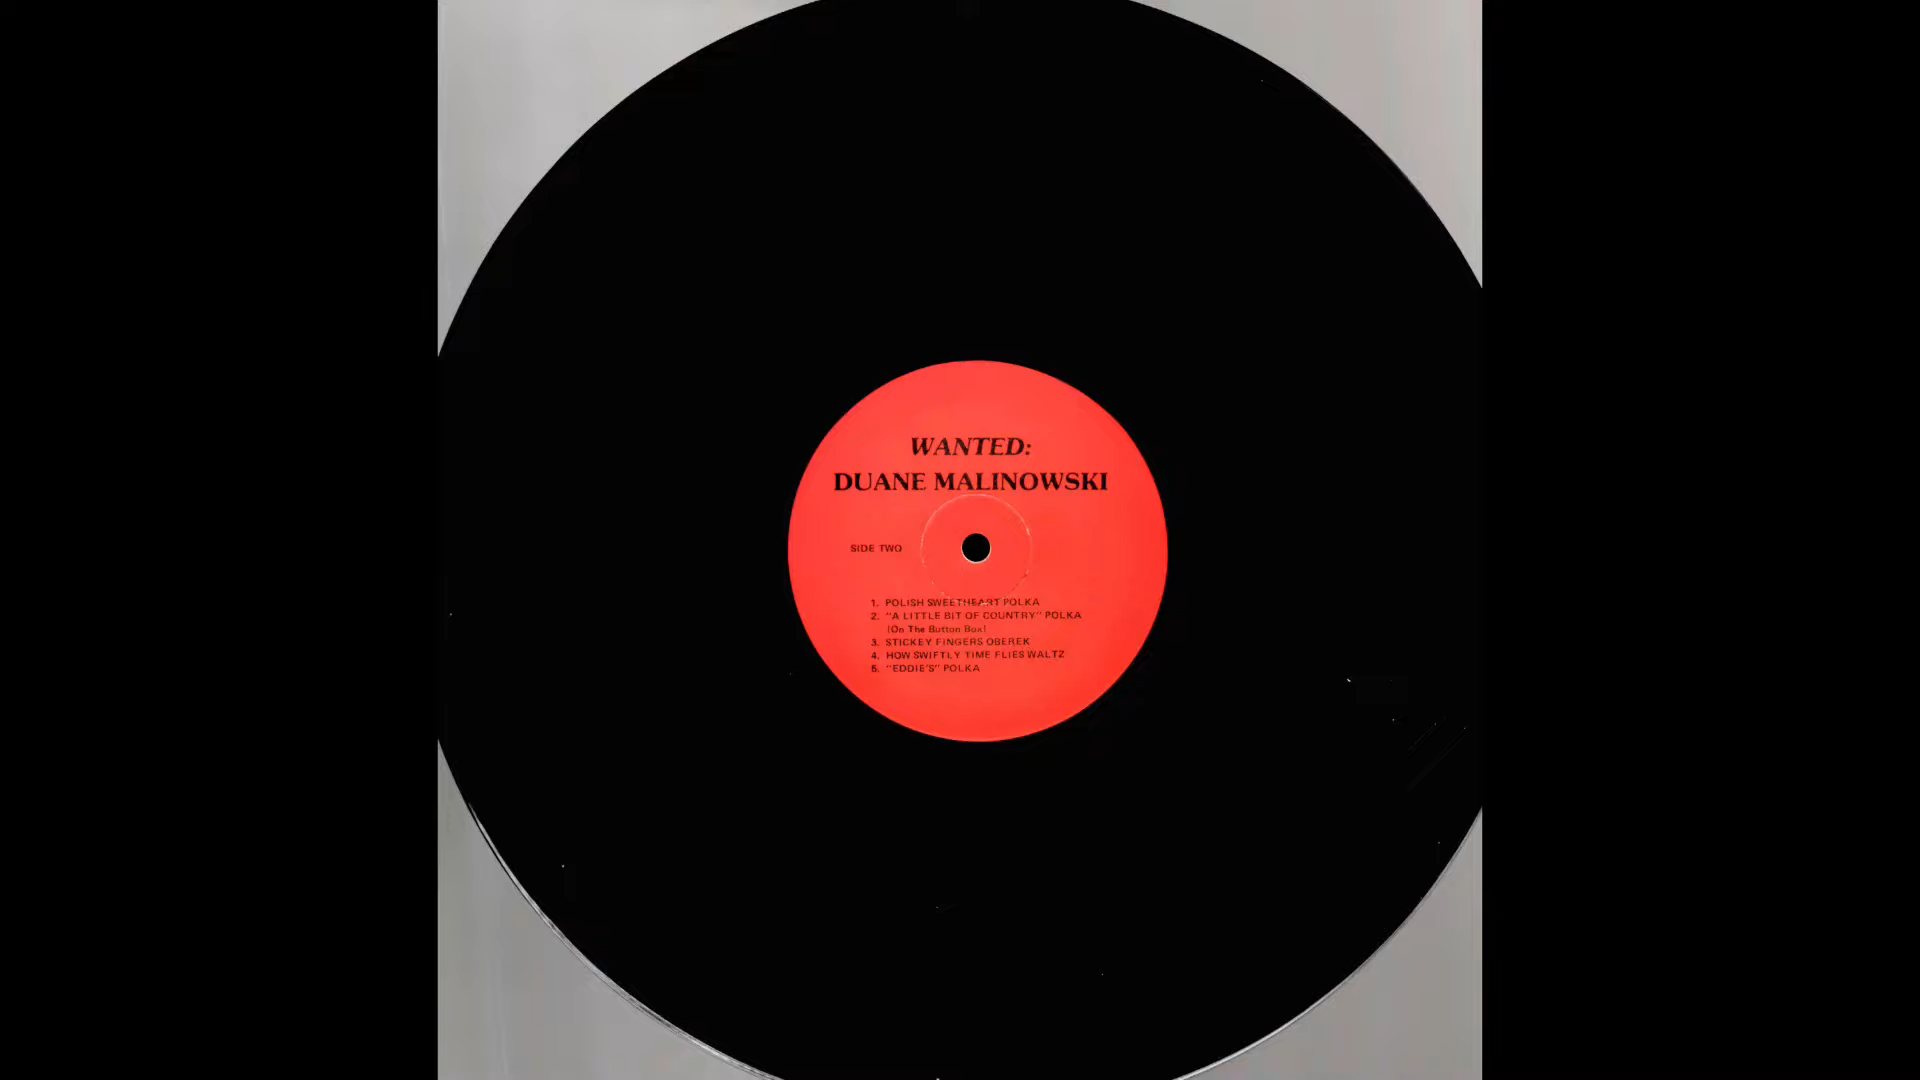 WANTED:
DUANE MALINOWSKI
SIDE TWO
1. POLISH SWEETHEART POLKA
2. "A LITTLE BIT OF COUNTRY" POLKA
(On The Button Box)
3. STICKEY FINGERS OBEREK
4. HOW SWIFTLY TIME FLIES WALTZ
5. "EDDIE'S" POLKA